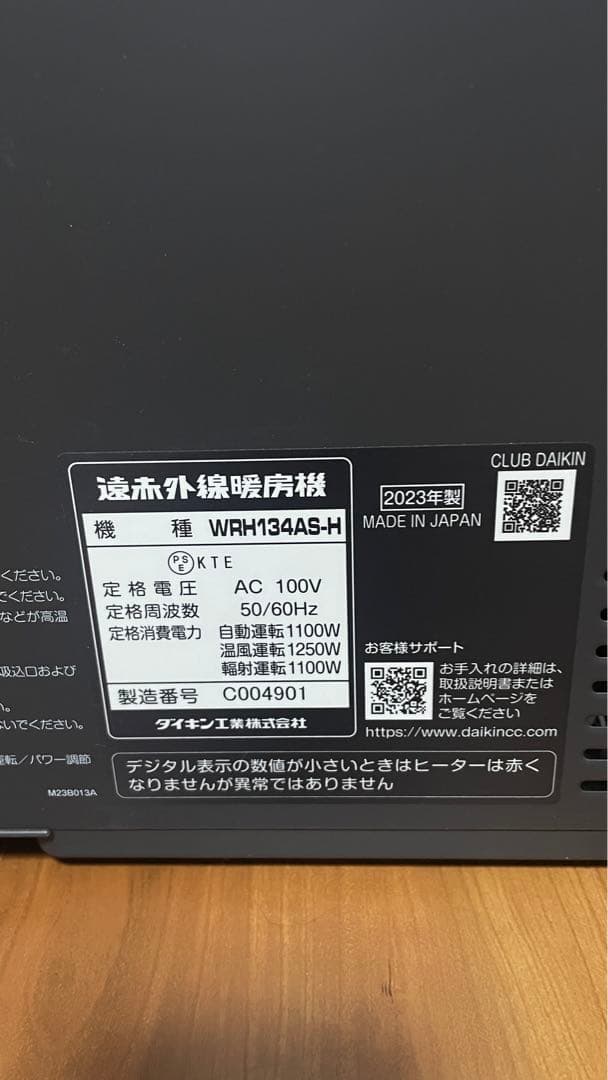 CLUB DAIKIN
遠赤外線暖房機
2023年製
MADE IN JAPAN
機 種 WRH134AS-H
PSE KTE
定格電圧 AC 100V
定格周波数 50/60Hz
定格消費電力 自動運転1100W
温風運転1250W
輻射運転1100W
製造番号 C004901
ダイキン工業株式会社
お客様サポート
お手入れの詳細は、
取扱説明書または
ホームページを
ご覧ください
https://www.daikincc.com
ください。
でください。
などが高温
吸込口および
ないでください。
運転／パワー調節
M23B013A
デジタル表示の数値が小さいときはヒーターは赤く
なりませんが異常ではありません